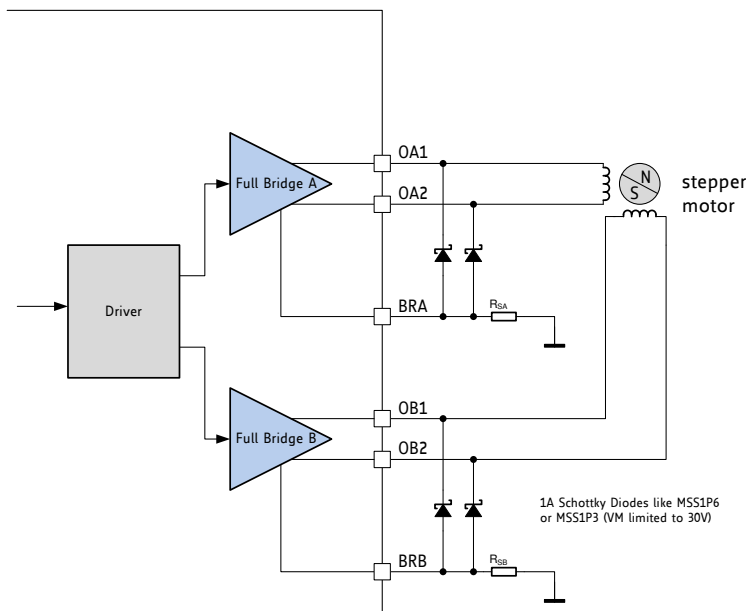 OA1
Full Bridge A
OA2
N
S
stepper
motor
Driver
BRA
RSA
OB1
Full Bridge B
OB2
1A Schottky Diodes like MSS1P6
or MSS1P3 (VM limited to 30V)
BRB
RSB